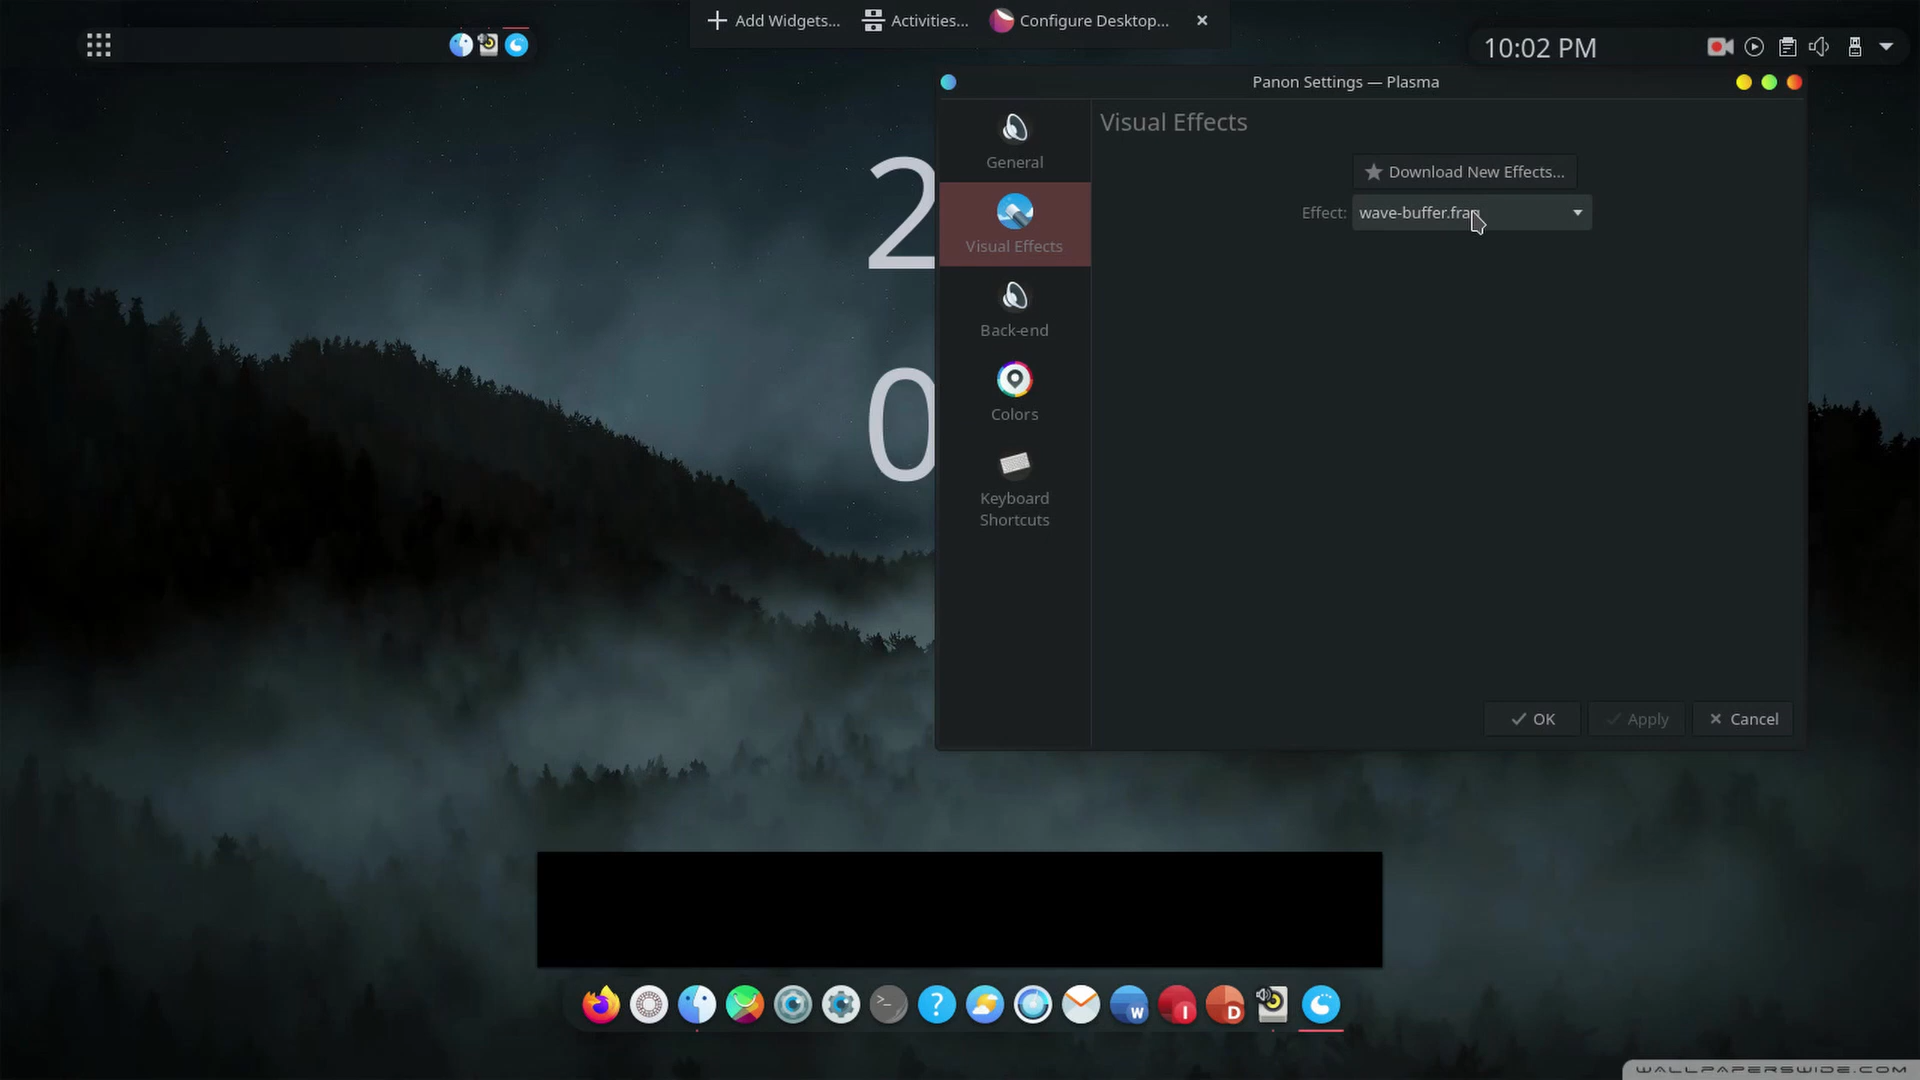 Add Widgets...
Activities...
Configure Desktop...
10:02 PM
Panon Settings — Plasma
General
Visual Effects
Back-end
Colors
Keyboard
Shortcuts
Visual Effects
Download New Effects...
Effect:
wave-buffer.frag
OK
Apply
Cancel
2
0
W
I
D
?
WALLPAPERSWIDE.COM